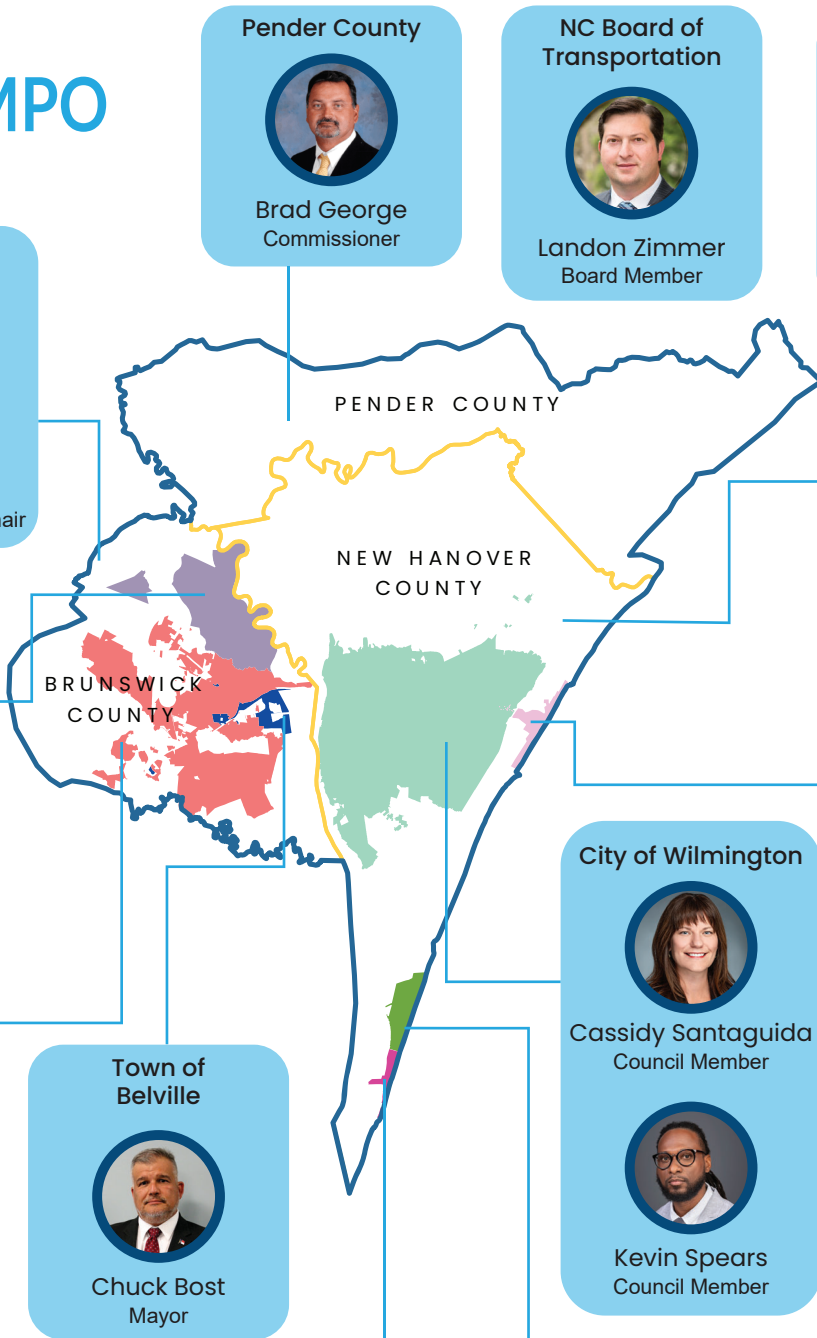 MPO
Pender County
Brad George
Commissioner
NC Board of
Transportation
Landon Zimmer
Board Member
PENDER COUNTY
NEW HANOVER
COUNTY
BRUNSWICK
COUNTY
City of Wilmington
Cassidy Santaguida
Council Member
Kevin Spears
Council Member
Town of
Belville
Chuck Bost
Mayor